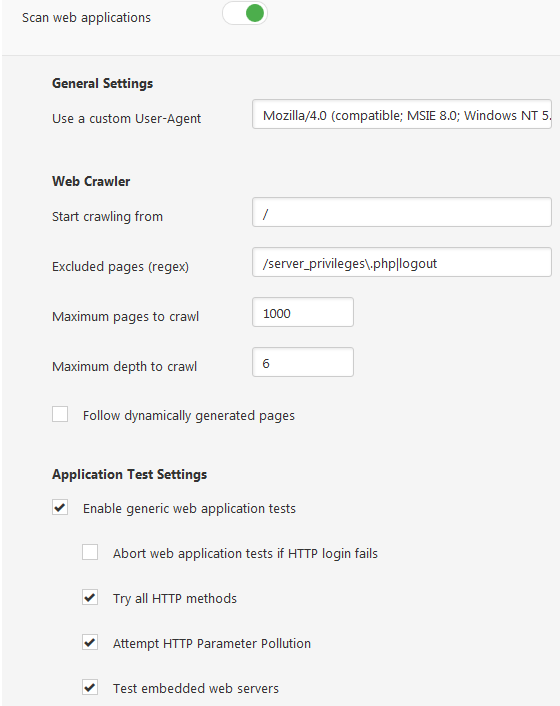 Scan web applications
General Settings
Use a custom User-Agent
Mozilla/4.0 (compatible; MSIE 8.0; Windows NT 5.
Web Crawler
Start crawling from
/
Excluded pages (regex)
/server_privileges\.php|logout
Maximum pages to crawl
1000
Maximum depth to crawl
6
Follow dynamically generated pages
Application Test Settings
Enable generic web application tests
Abort web application tests if HTTP login fails
Try all HTTP methods
Attempt HTTP Parameter Pollution
Test embedded web servers